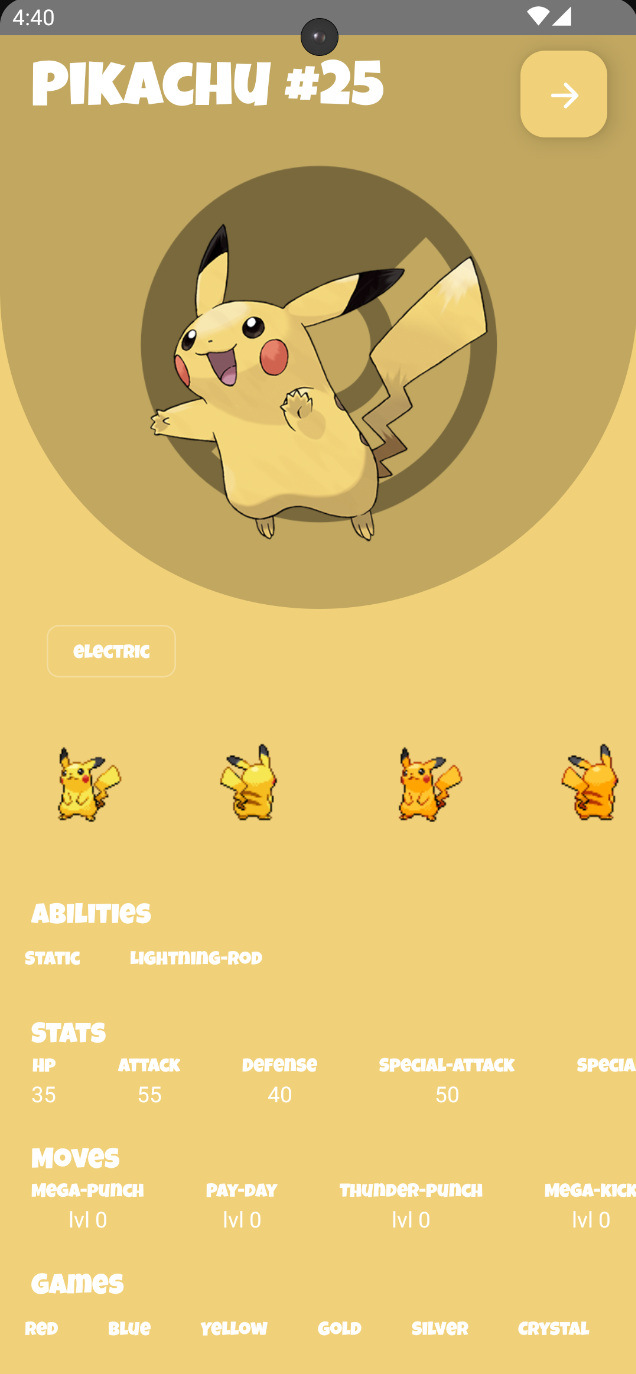 4:40
PIKACHU #25
electric
Abilities
static lightning-rod
Stats
hp attack defense special-attack specia
35 55 40 50
Moves
mega-punch pay-day thunder-punch mega-kick
lvl 0 lvl 0 lvl 0 lvl 0
Games
red blue yellow gold silver crystal